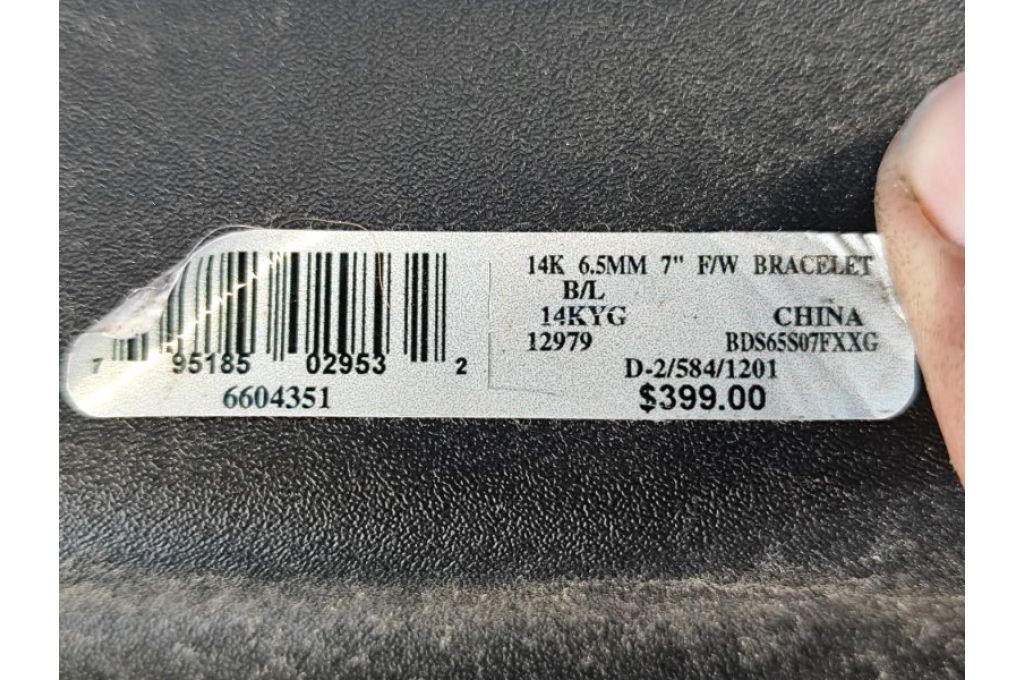 7 95185 02953 2
6604351
14K 6.5MM 7" F/W BRACELET
B/L
14KYG CHINA
12979 BDS65S07FXXG
D-2/584/1201
$399.00